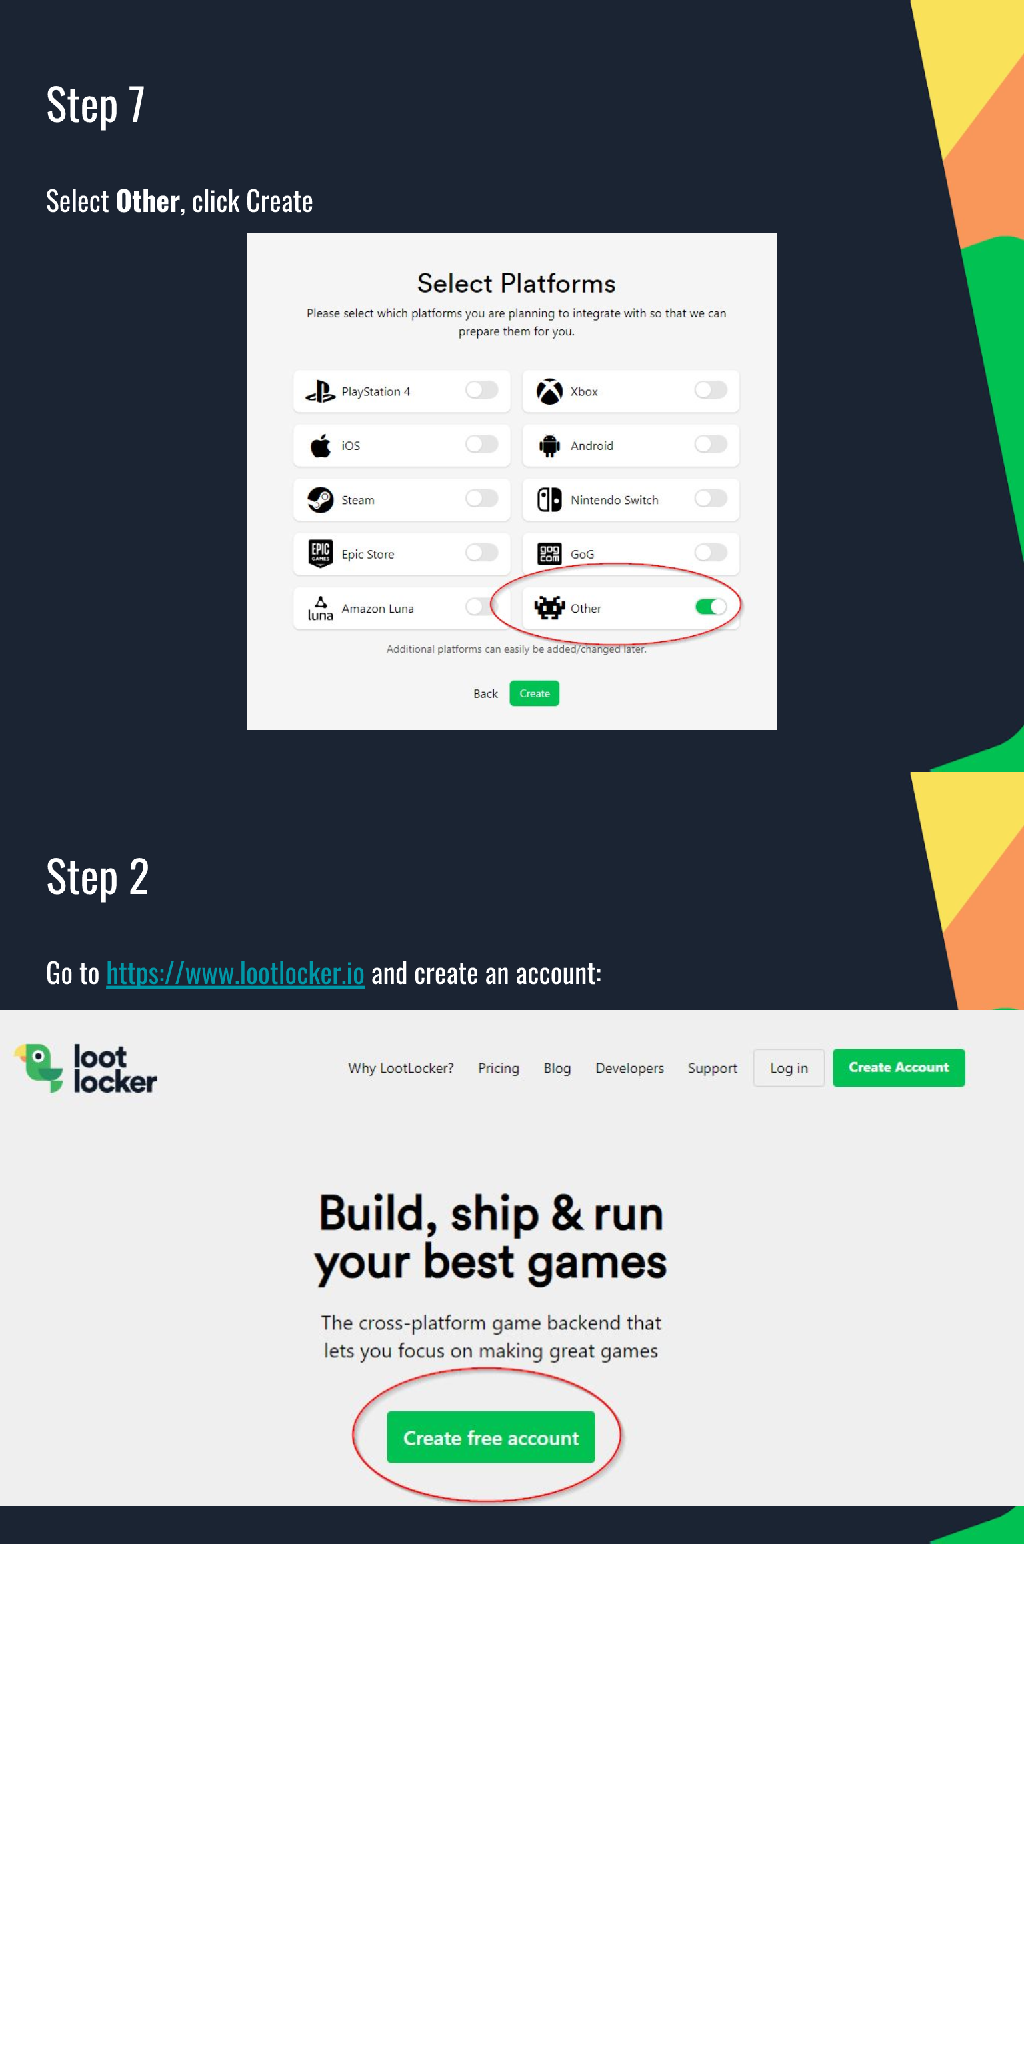 Step 7
Select Other, click Create
Select Platforms
Please select which platforms you are planning to integrate with so that we can
prepare them for you.
PlayStation 4
Xbox
iOS
Android
Steam
Nintendo Switch
EPIC GAMES
Epic Store
gog com
GoG
luna
Amazon Luna
Other
Additional platforms can easily be added/changed later.
Back
Create
Step 2
Go to https://www.lootlocker.io and create an account:
loot
locker
Why LootLocker?
Pricing
Blog
Developers
Support
Log in
Create Account
Build, ship & run
your best games
The cross-platform game backend that
lets you focus on making great games
Create free account